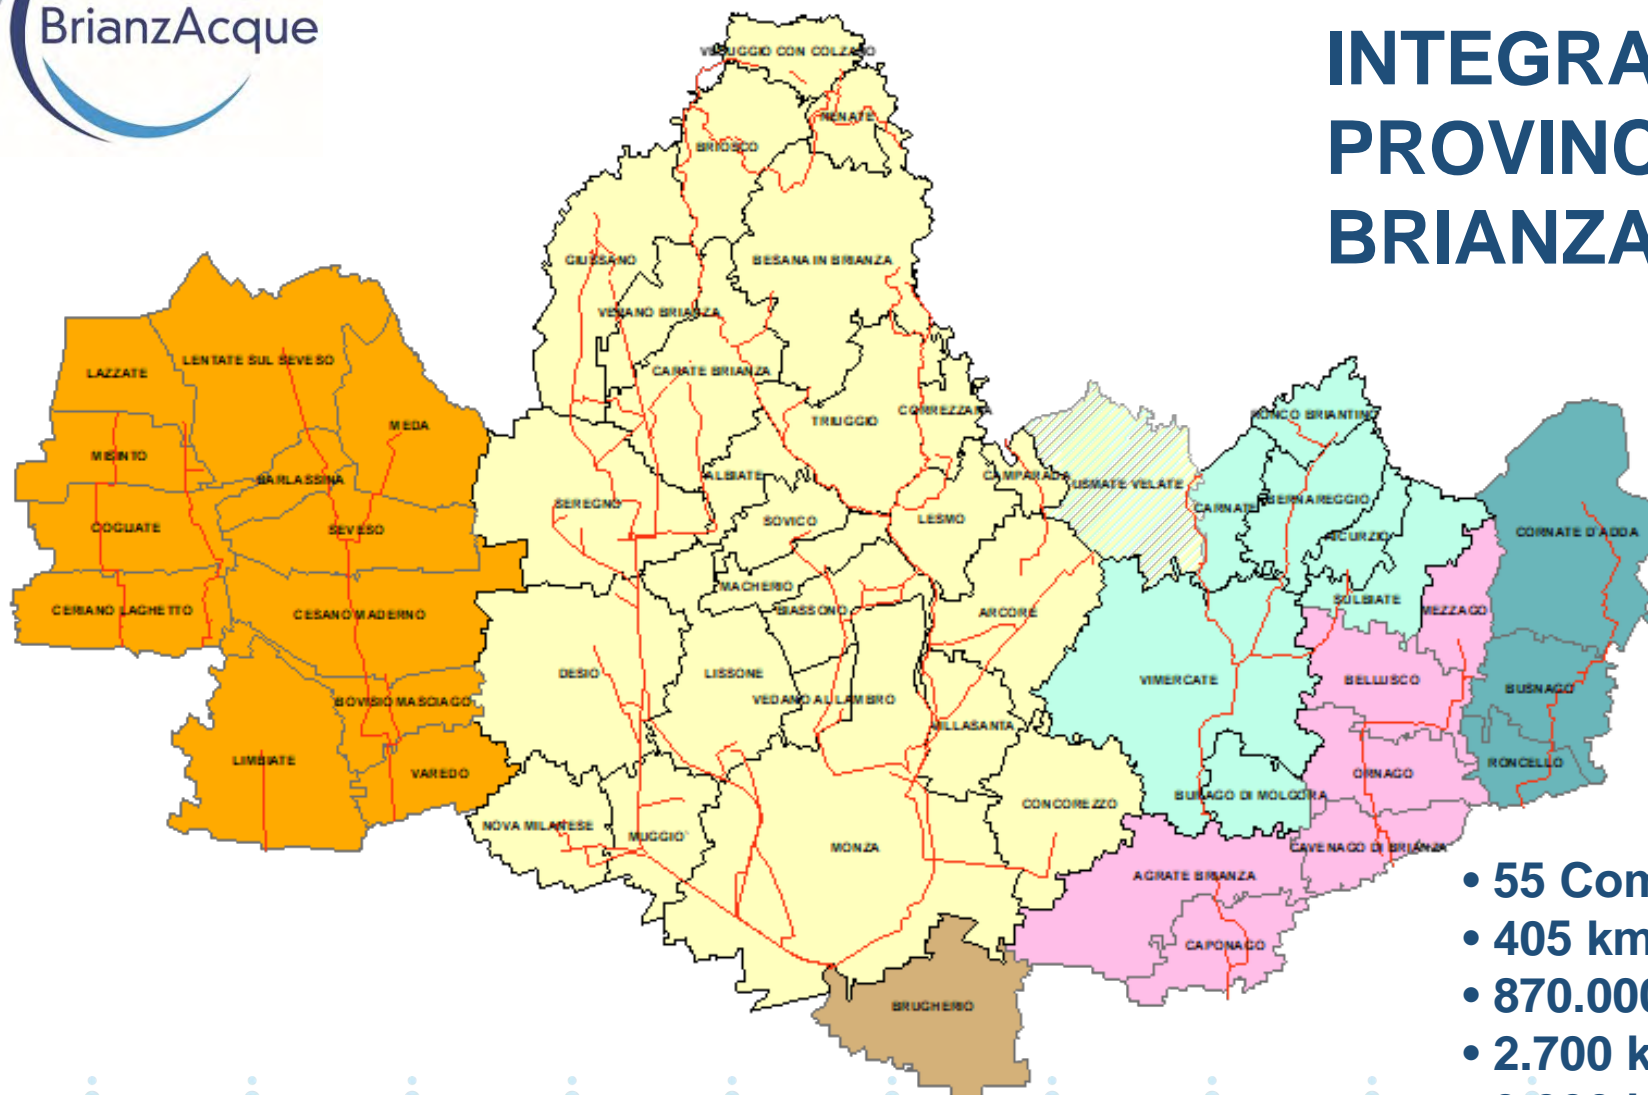 BrianzAcque
INTEGRA
PROVINC
BRIANZA
VEDUGGIO CON COLZANO
RENATE
BRIOSCO
GIUSSANO
BESANA IN BRIANZA
VERANO BRIANZA
LENTATE SUL SEVESO
LAZZATE
CARATE BRIANZA
CORREZZANA
TRIUGGIO
RONCO BRIANTINO
MEDA
MISINTO
BARLASSINA
ALBIATE
CAMPARADA
USMATE VELATE
CARNATE
BERNAREGGIO
SEREGNO
SOVICO
LESMO
COGLIATE
SEVESO
AICURZIO
CORNATE D'ADDA
MACHERIO
BIASSONO
ARCORE
SULBIATE
MEZZAGO
CERIANO LAGHETTO
CESANO MADERNO
DESIO
LISSONE
VEDANO AL LAMBRO
VIMERCATE
BELLUSCO
BUSNAGO
BOVISIO MASCIAGO
VILLASANTA
LIMBIATE
VAREDO
ORNAGO
RONCELLO
BURAGO DI MOLGORA
CONCOREZZO
NOVA MILANESE
MUGGIO'
MONZA
CAVENAGO DI BRIANZA
AGRATE BRIANZA
CAPONAGO
BRUGHERIO
• 55 Com
• 405 km
• 870.000
• 2.700 k